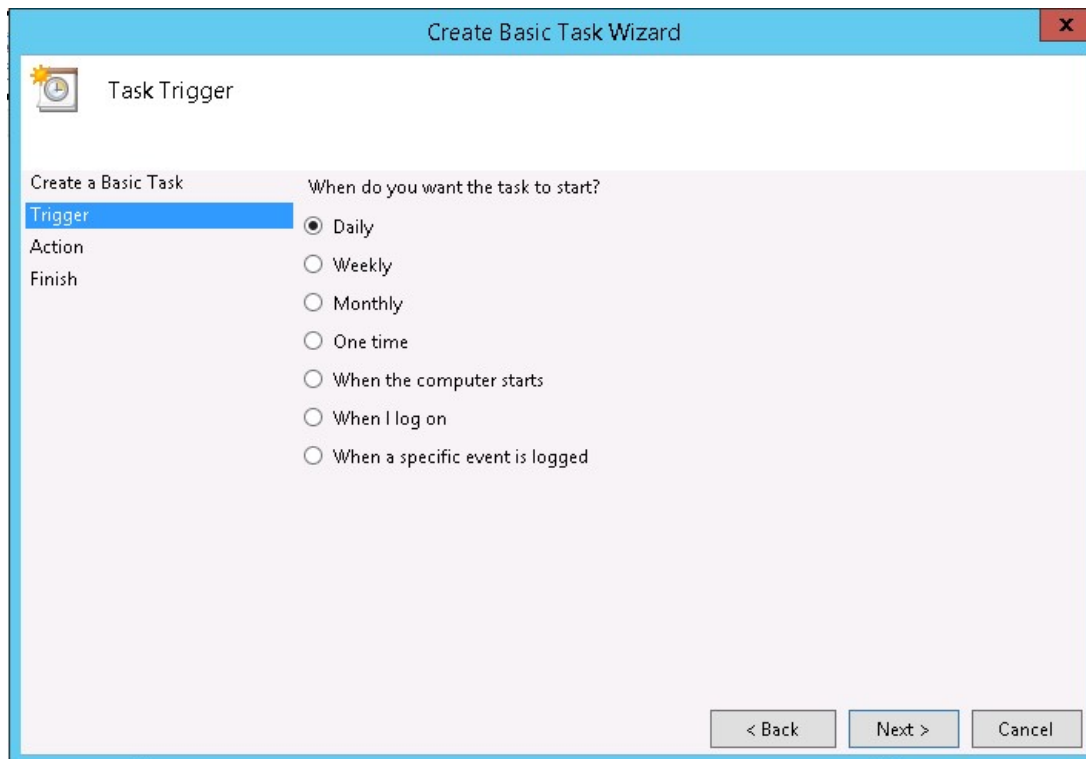 Create Basic Task Wizard
x
Task Trigger
Create a Basic Task
Trigger
Action
Finish
When do you want the task to start?
Daily
Weekly
Monthly
One time
When the computer starts
When I log on
When a specific event is logged
< Back Next > Cancel